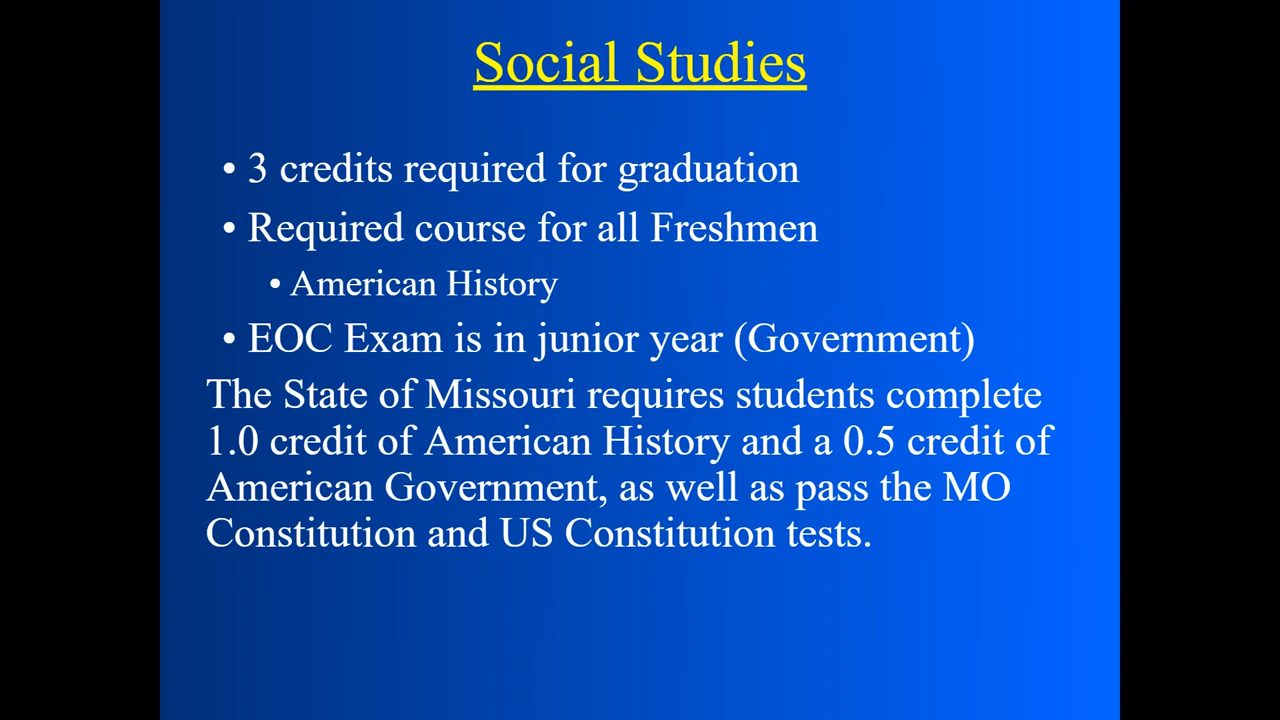 Social Studies
• 3 credits required for graduation
• Required course for all Freshmen
• American History
• EOC Exam is in junior year (Government)
The State of Missouri requires students complete
1.0 credit of American History and a 0.5 credit of
American Government, as well as pass the MO
Constitution and US Constitution tests.